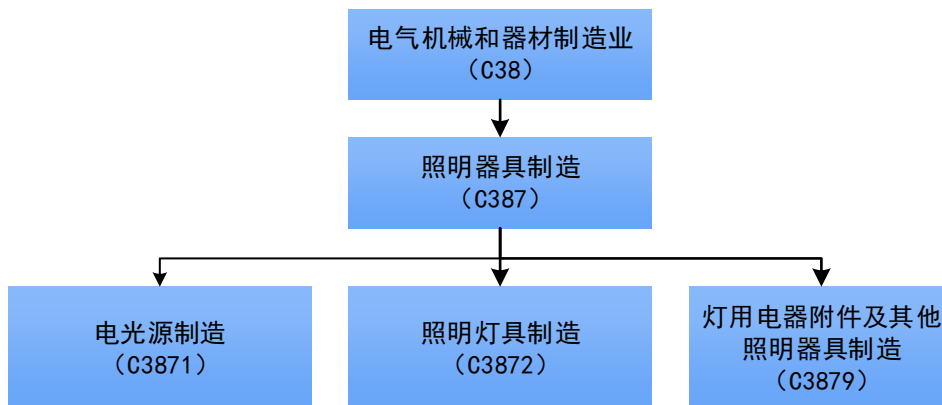 电气机械和器材制造业
（C38）
照明器具制造
（C387）
电光源制造
（C3871）
照明灯具制造
（C3872）
灯用电器附件及其他
照明器具制造
（C3879）